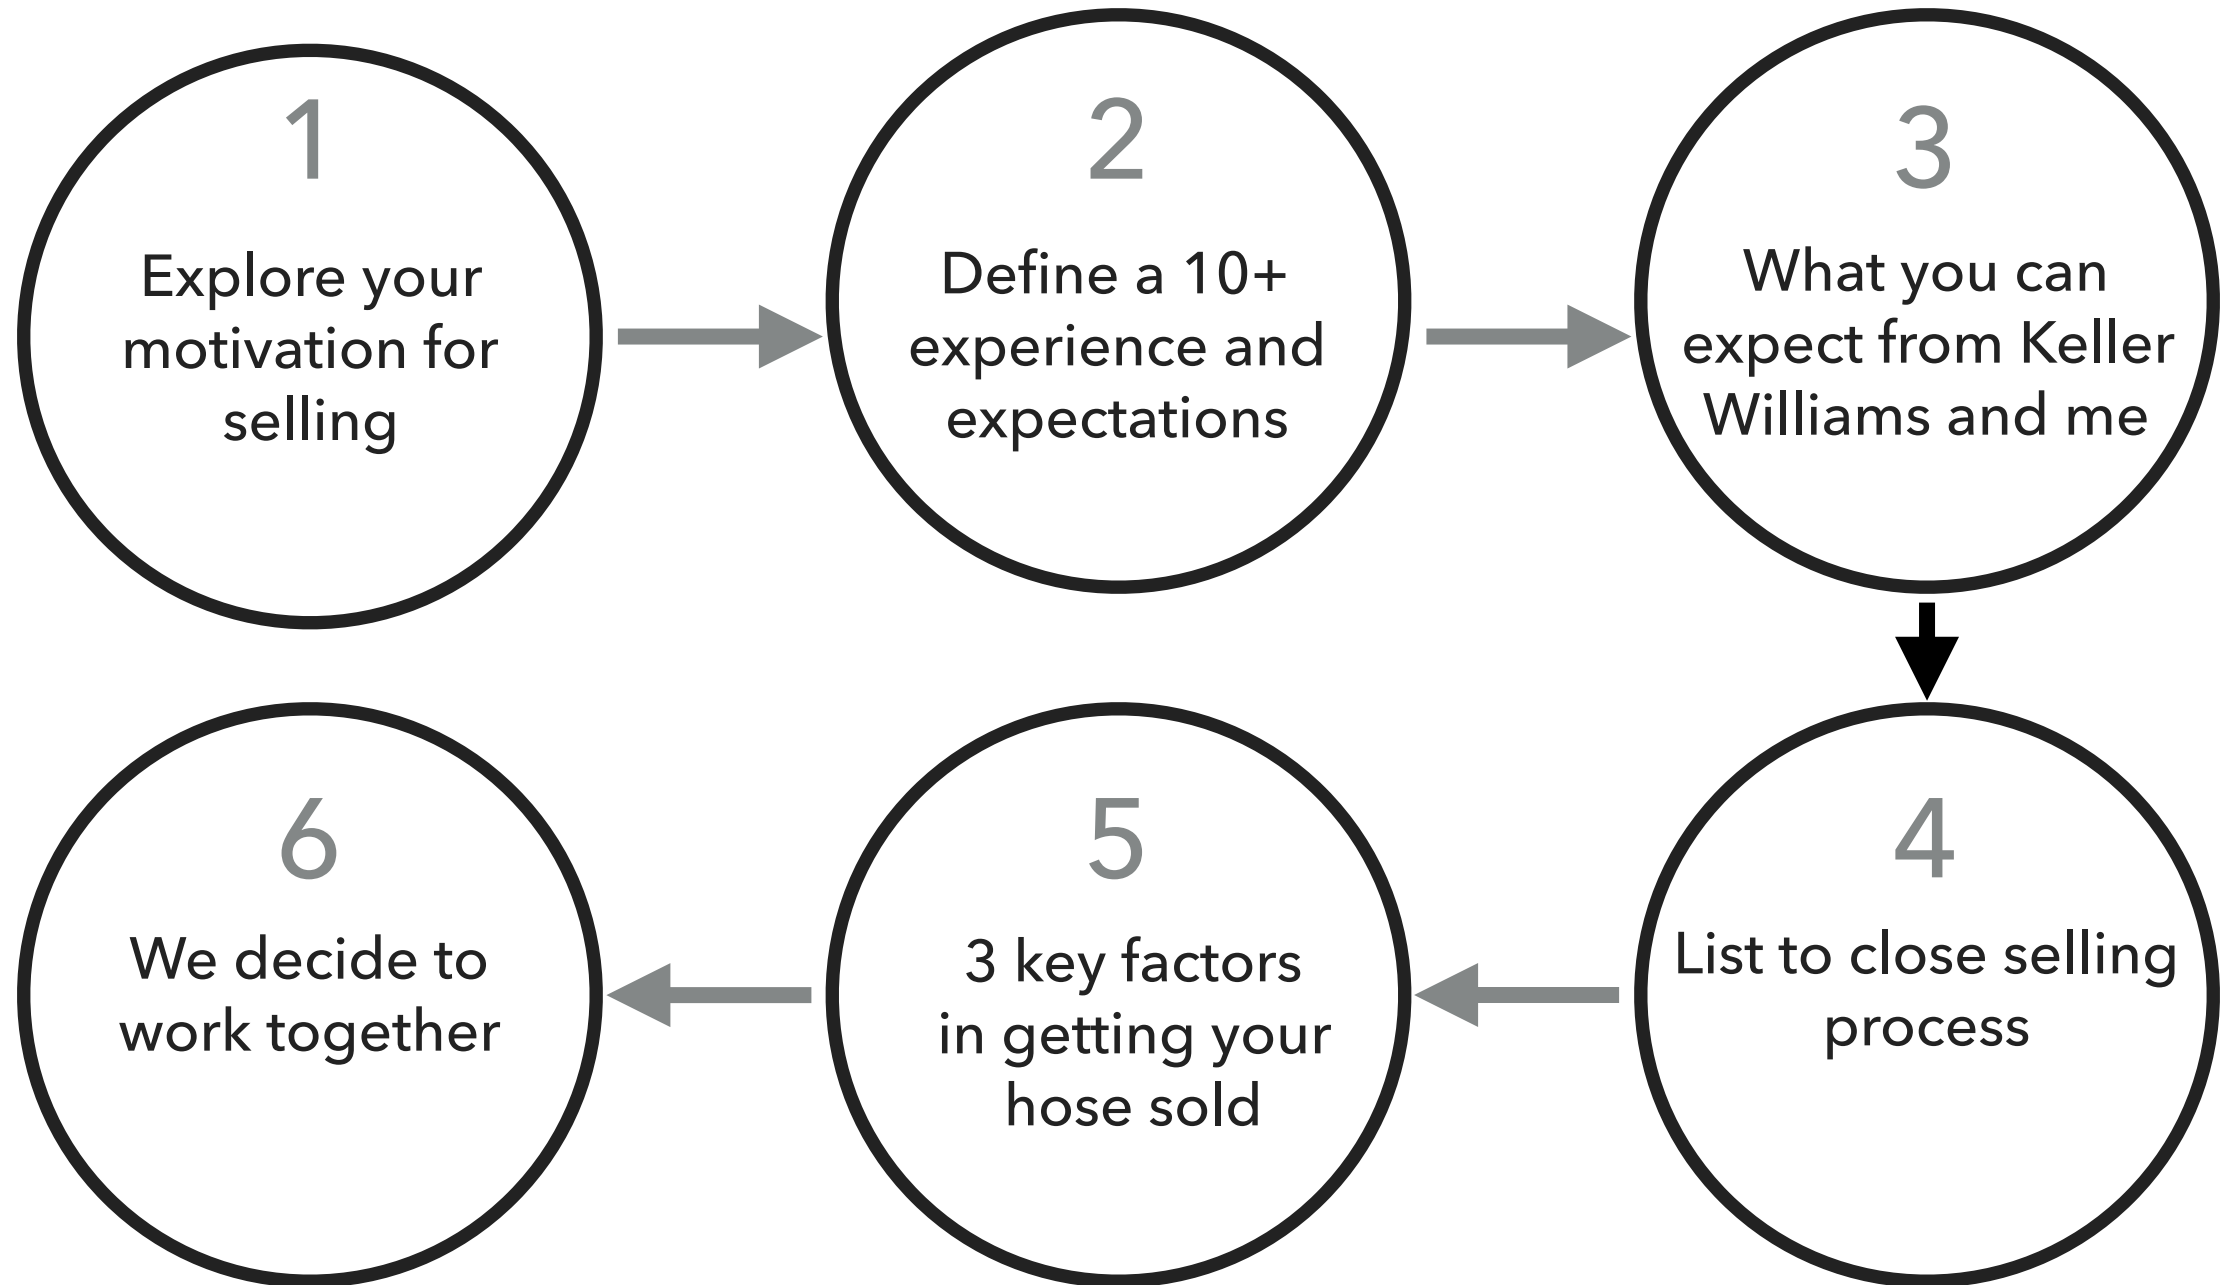 1
Explore your
motivation for
selling
2
Define a 10+
experience and
expectations
3
What you can
expect from Keller
Williams and me
4
List to close selling
process
5
3 key factors
in getting your
hose sold
6
We decide to
work together